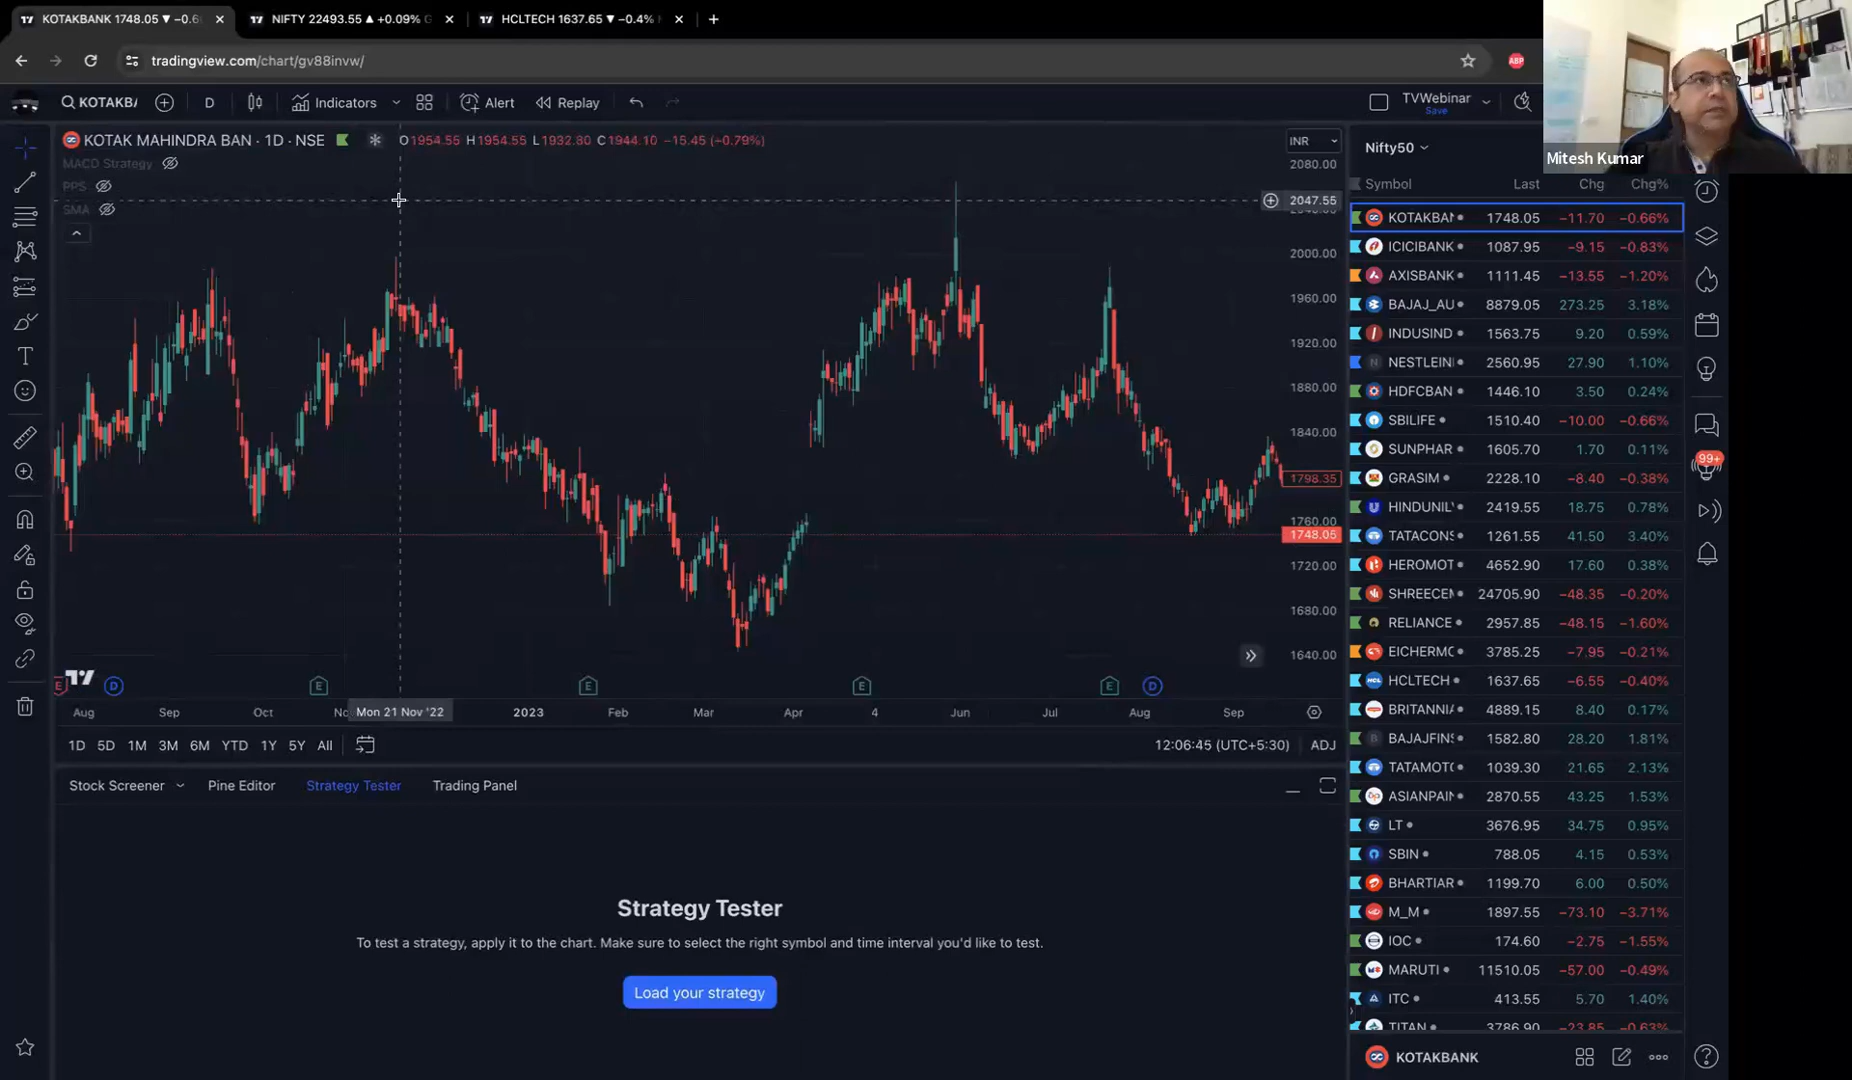 KOTAKBANK 1748.05 ▼ −0.6
NIFTY 22493.55 ▲ +0.09%
HCLTECH 1637.65 ▼ −0.4%
tradingview.com/chart/gv88invw/
ABP
KOTAKB
Indicators
Alert
Replay
TVWebinar
Save
Mitesh Kumar
KOTAK MAHINDRA BAN · 1D · NSE
O1954.55 H1954.55 L1932.80 C1944.10 −15.45 (+0.79%)
MACD Strategy
PPS
SMA
INR
2080.00
2047.55
2000.00
1960.00
1920.00
1880.00
1840.00
1798.35
1760.00
1748.05
1720.00
1680.00
1640.00
E D E E E E D
Aug Sep Oct No Mon 21 Nov '22 2023 Feb Mar Apr 4 Jun Jul Aug Sep
1D 5D 1M 3M 6M YTD 1Y 5Y All
12:06:45 (UTC+5:30) ADJ
Stock Screener Pine Editor Strategy Tester Trading Panel
Strategy Tester
To test a strategy, apply it to the chart. Make sure to select the right symbol and time interval you'd like to test.
Load your strategy
Nifty50
Symbol Last Chg Chg%
KOTAKBAN 1748.05 −11.70 −0.66%
ICICIBANK 1087.95 −9.15 −0.83%
AXISBANK 1111.45 −13.55 −1.20%
BAJAJ_AU 8879.05 273.25 3.18%
INDUSIND 1563.75 9.20 0.59%
NESTLEIN 2560.95 27.90 1.10%
HDFCBAN 1446.10 3.50 0.24%
SBILIFE 1510.40 −10.00 −0.66%
SUNPHAR 1605.70 1.70 0.11%
GRASIM 2228.10 −8.40 −0.38%
HINDUNIL 2419.55 18.75 0.78%
TATACONS 1261.55 41.50 3.40%
HEROMOT 4652.90 17.60 0.38%
SHREECEM 24705.90 −48.35 −0.20%
RELIANCE 2957.85 −48.15 −1.60%
EICHERMO 3785.25 −7.95 −0.21%
HCLTECH 1637.65 −6.55 −0.40%
BRITANNIA 4889.15 8.40 0.17%
BAJAJFINS 1582.80 28.20 1.81%
TATAMOTO 1039.30 21.65 2.13%
ASIANPAIN 2870.55 43.25 1.53%
LT 3676.95 34.75 0.95%
SBIN 788.05 4.15 0.53%
BHARTIAR 1199.70 6.00 0.50%
M_M 1897.55 −73.10 −3.71%
IOC 174.60 −2.75 −1.55%
MARUTI 11510.05 −57.00 −0.49%
ITC 413.55 5.70 1.40%
TITAN 3786.90 −23.85 −0.63%
KOTAKBANK
99+